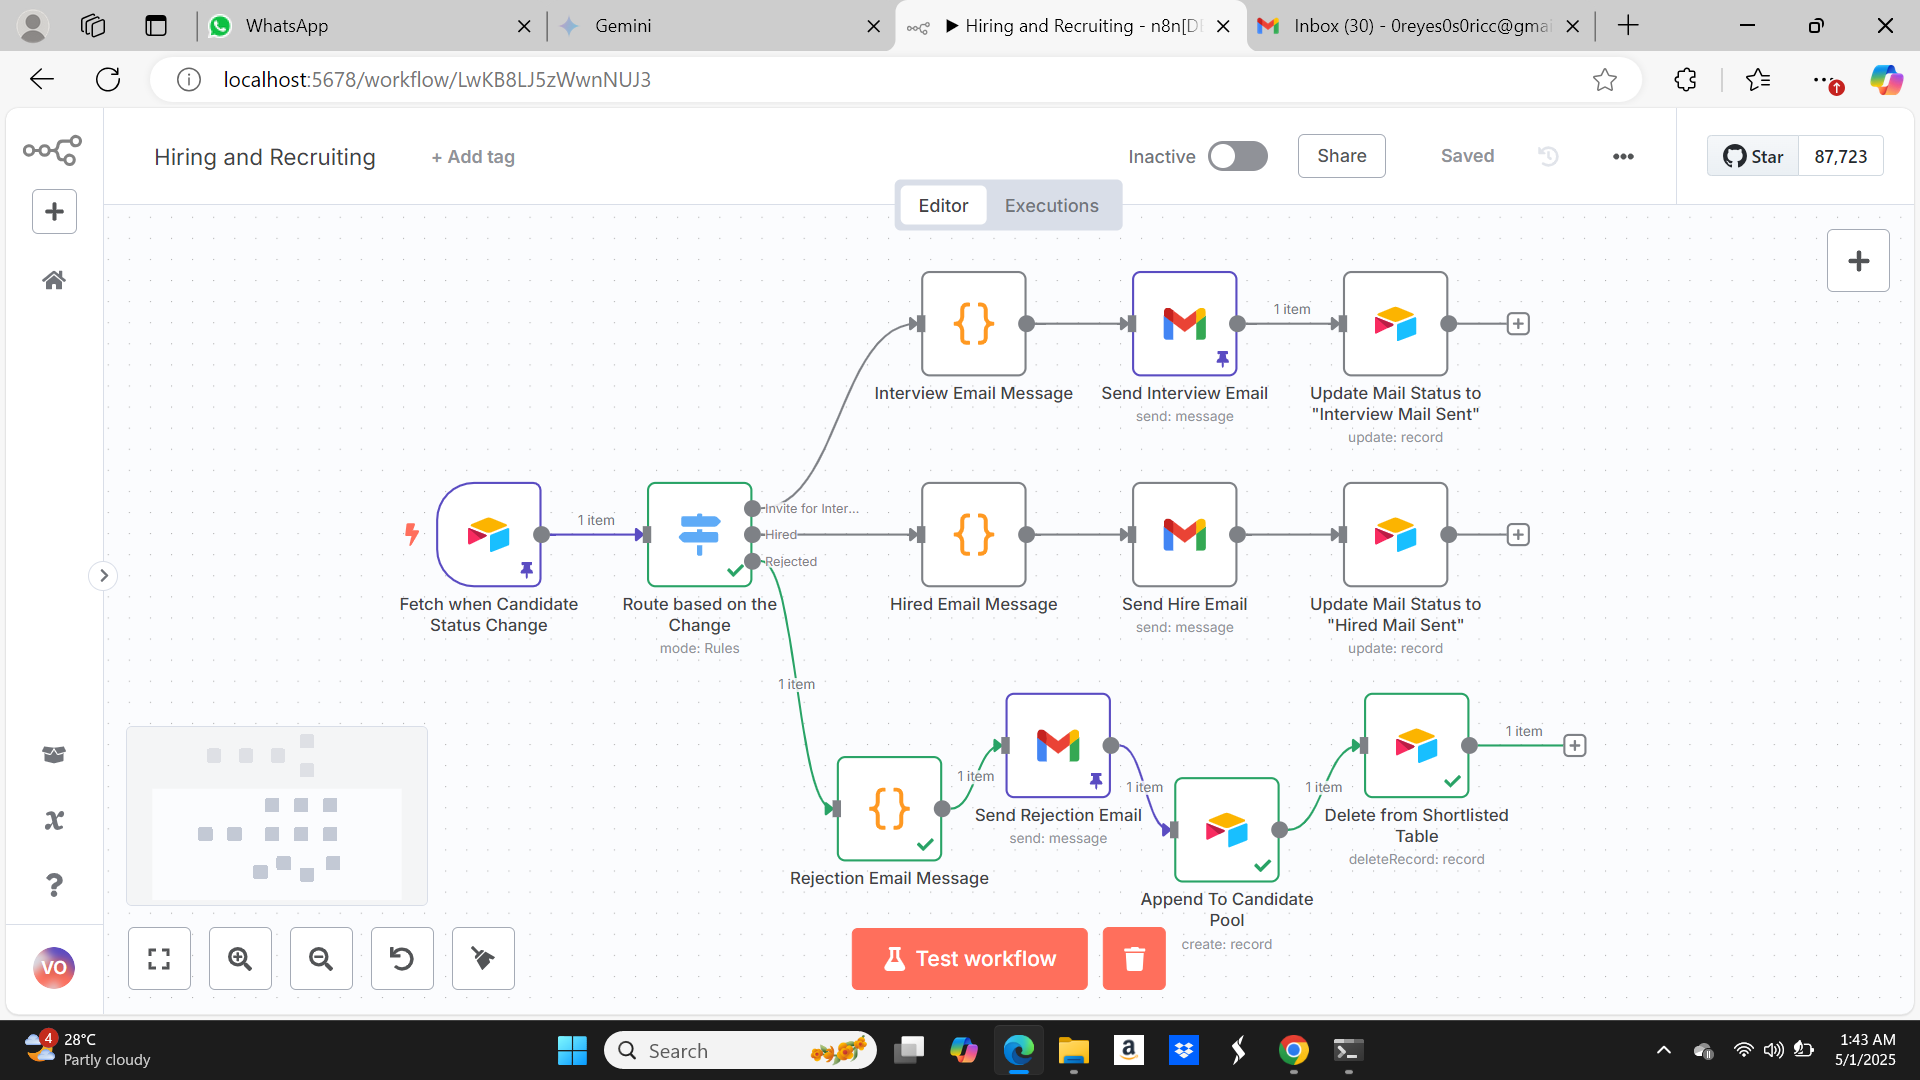 WhatsApp
Gemini
Hiring and Recruiting - n8n[D
Inbox (30) - 0reyes0s0ricc@gmai
localhost:5678/workflow/LwKB8LJ5zWwnNUJ3
Hiring and Recruiting
+ Add tag
Inactive
Share
Saved
Star
87,723
Editor
Executions
1 item
Interview Email Message
Send Interview Email
send: message
Update Mail Status to
"Interview Mail Sent"
update: record
1 item
Invite for Inter...
Hired
Rejected
Fetch when Candidate
Status Change
Route based on the
Change
mode: Rules
Hired Email Message
Send Hire Email
send: message
Update Mail Status to
"Hired Mail Sent"
update: record
1 item
1 item
1 item
1 item
1 item
Send Rejection Email
send: message
Delete from Shortlisted
Table
deleteRecord: record
Rejection Email Message
Append To Candidate
Pool
create: record
VO
Test workflow
4
28°C
Partly cloudy
Search
1:43 AM
5/1/2025